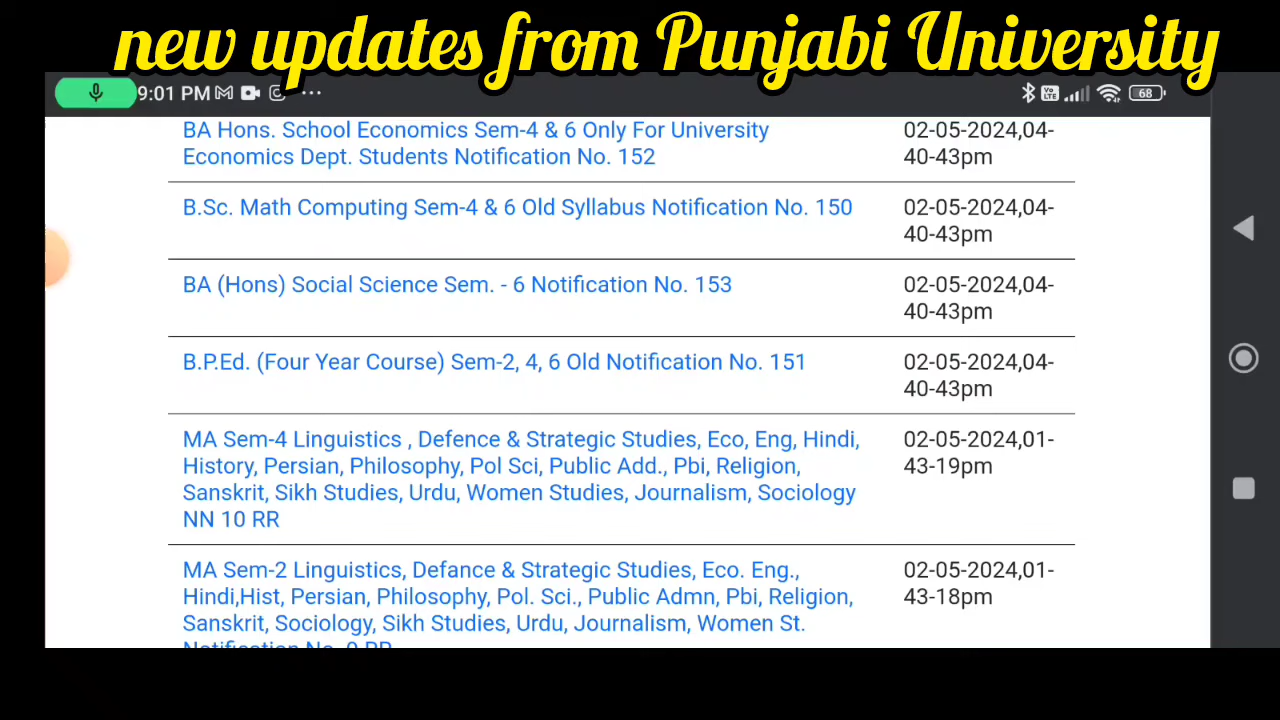 new updates from Punjabi University
9:01 PM
Yo LTE
68
BA Hons. School Economics Sem-4 & 6 Only For University
Economics Dept. Students Notification No. 152
02-05-2024,04-
40-43pm
B.Sc. Math Computing Sem-4 & 6 Old Syllabus Notification No. 150
02-05-2024,04-
40-43pm
BA (Hons) Social Science Sem. - 6 Notification No. 153
02-05-2024,04-
40-43pm
B.P.Ed. (Four Year Course) Sem-2, 4, 6 Old Notification No. 151
02-05-2024,04-
40-43pm
MA Sem-4 Linguistics , Defence & Strategic Studies, Eco, Eng, Hindi,
History, Persian, Philosophy, Pol Sci, Public Add., Pbi, Religion,
Sanskrit, Sikh Studies, Urdu, Women Studies, Journalism, Sociology
NN 10 RR
02-05-2024,01-
43-19pm
MA Sem-2 Linguistics, Defance & Strategic Studies, Eco. Eng.,
Hindi,Hist, Persian, Philosophy, Pol. Sci., Public Admn, Pbi, Religion,
Sanskrit, Sociology, Sikh Studies, Urdu, Journalism, Women St.
Notification No. 9 RR
02-05-2024,01-
43-18pm